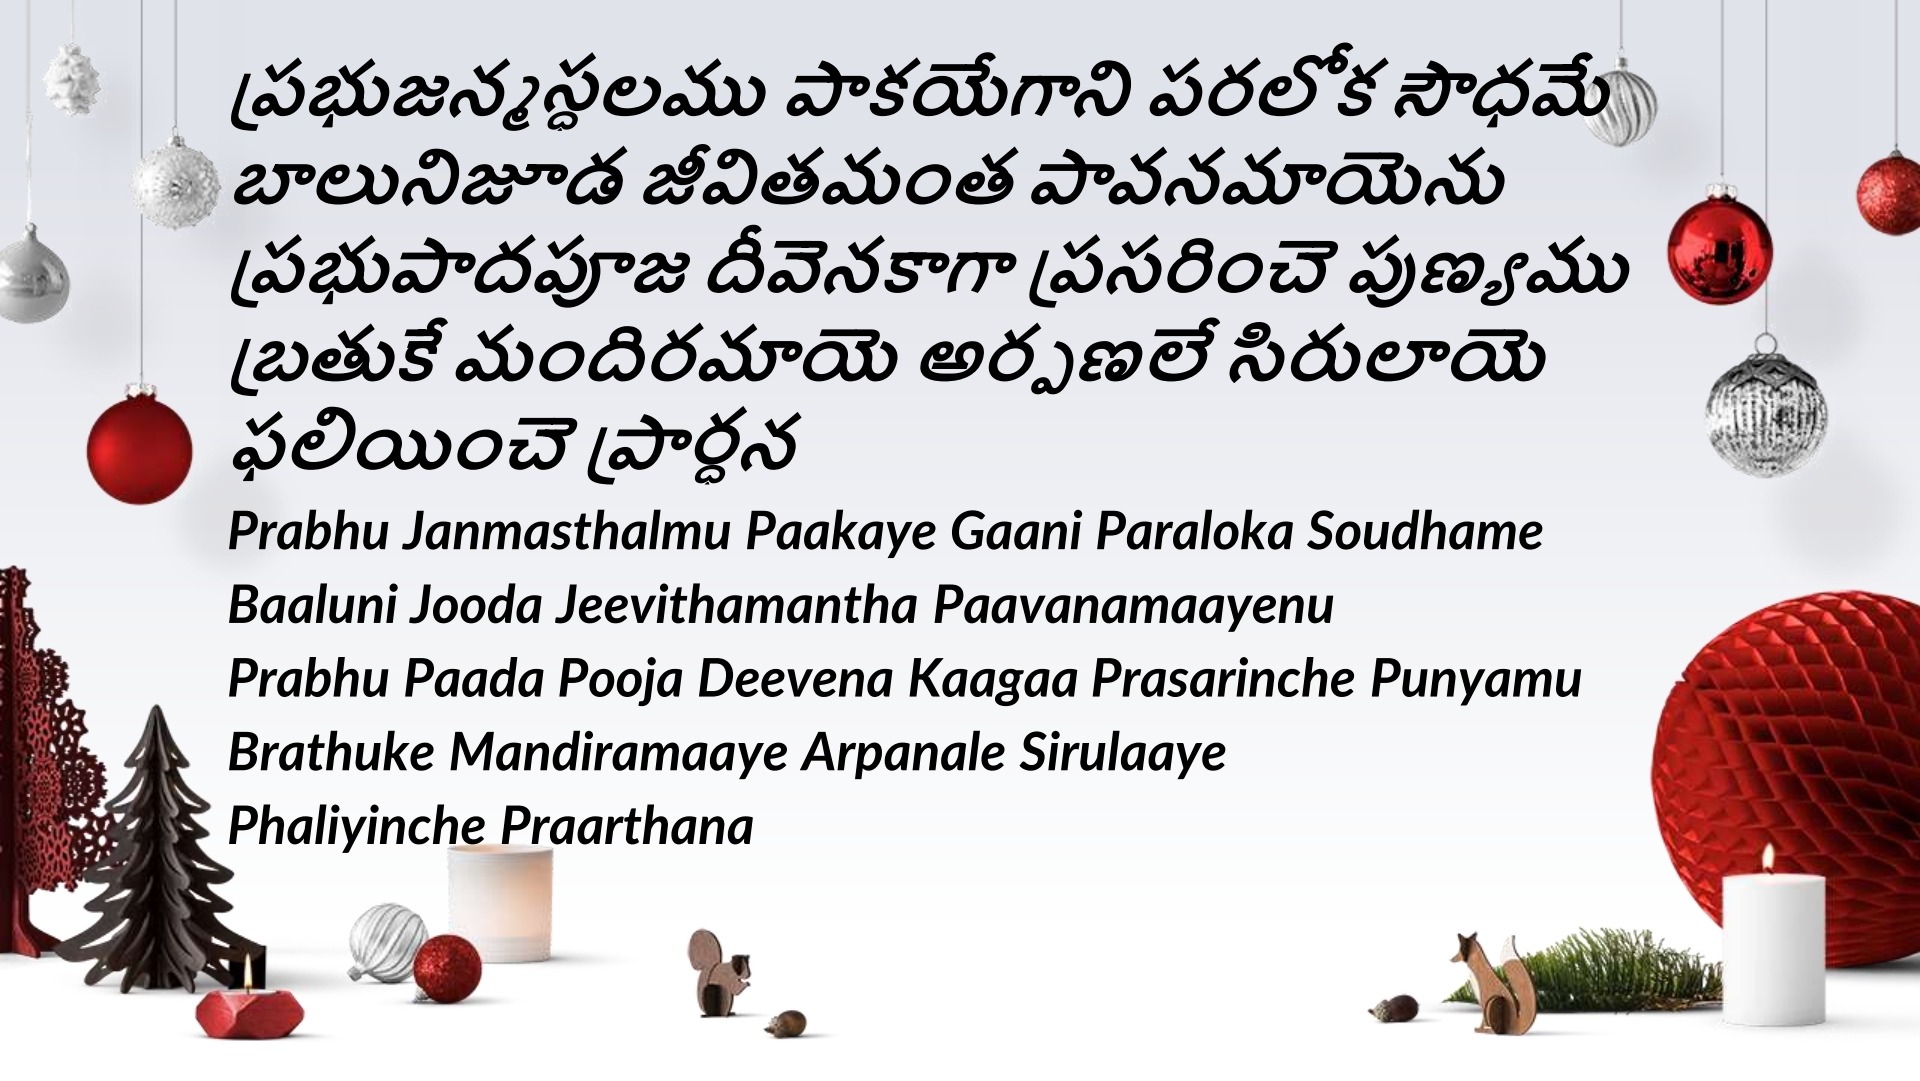 ప్రభుజన్మస్ధలము పాకయేగాని పరలోక సౌధమే
బాలునిజూడ జీవితమంత పావనమాయెను
ప్రభుపాదపూజ దీవెనకాగా ప్రసరించె పుణ్యము
బ్రతుకే మందిరమాయె అర్పణలే సిరులాయె
ఫలియించె ప్రార్ధన
Prabhu Janmasthalmu Paakaye Gaani Paraloka Soudhame
Baaluni Jooda Jeevithamantha Paavanamaayenu
Prabhu Paada Pooja Deevena Kaagaa Prasarinche Punyamu
Brathuke Mandiramaaye Arpanale Sirulaaye
Phaliyinche Praarthana